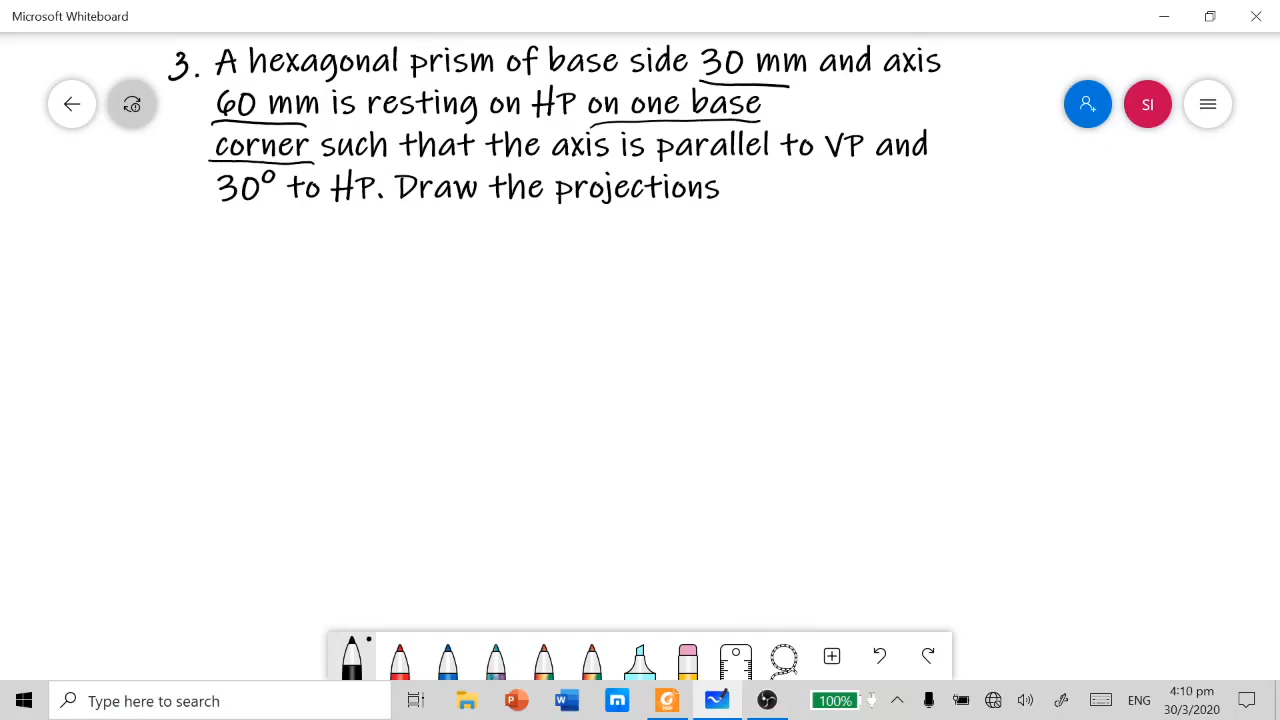 Microsoft Whiteboard
3. A hexagonal prism of base side 30 mm and axis
60 mm is resting on HP on one base
corner such that the axis is parallel to VP and
30° to HP. Draw the projections
SI
Type here to search
100%
ENG
4:10 pm
30/3/2020